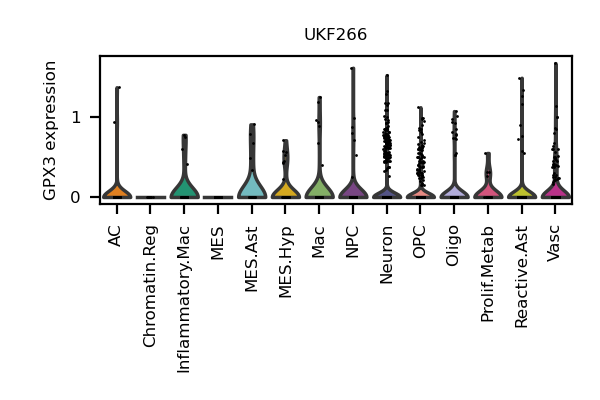 UKF266
GPX3 expression
1
0
AC
Chromatin.Reg
Inflammatory.Mac
MES
MES.Ast
MES.Hyp
Mac
NPC
Neuron
OPC
Oligo
Prolif.Metab
Reactive.Ast
Vasc